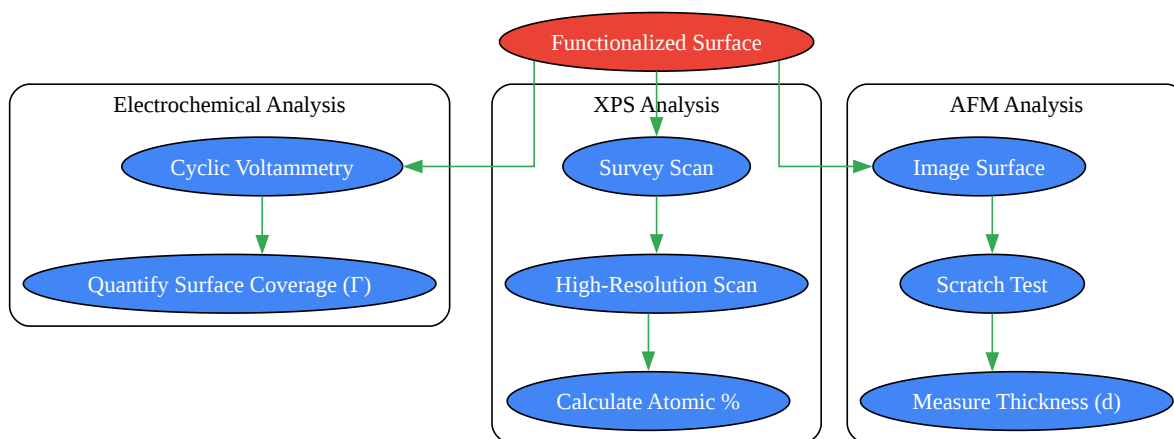 Functionalized Surface
Electrochemical Analysis
Cyclic Voltammetry
Quantify Surface Coverage (Γ)
XPS Analysis
Survey Scan
High-Resolution Scan
Calculate Atomic %
AFM Analysis
Image Surface
Scratch Test
Measure Thickness (d)